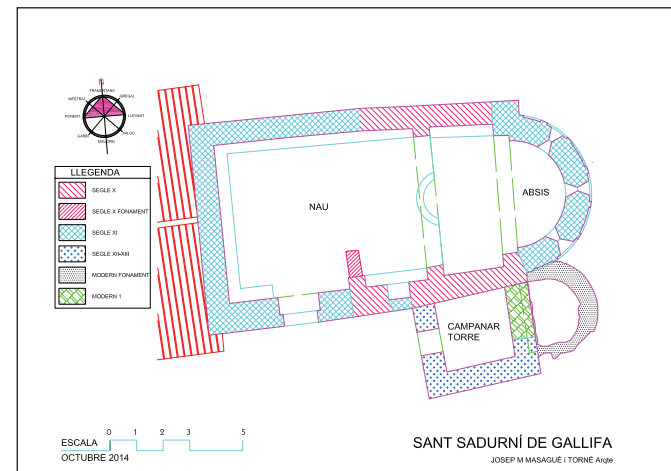 N
TRAMUNTANA
MESTRAL
GREGAL
PONENT
LLEVANT
GARBÍ
XALOC
MIGJORN
LLEGENDA
SEGLE X
SEGLE X FONAMENT
SEGLE XI
SEGLE XII-XIII
MODERN FONAMENT
MODERN 1
NAU
ABSIS
CAMPANAR
TORRE
0 1 2 3 5
ESCALA
OCTUBRE 2014
SANT SADURNÍ DE GALLIFA
JOSEP M MASAGUÉ i TORNÉ Arqte